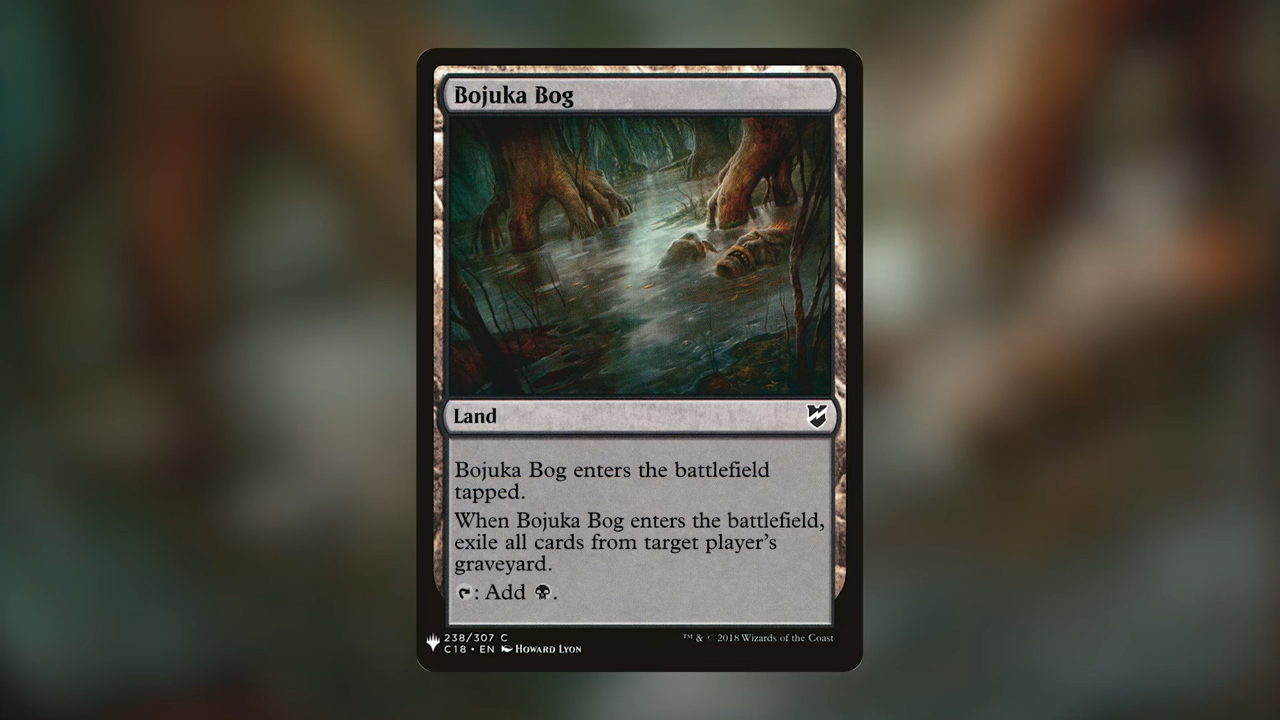 Bojuka Bog
Land
Bojuka Bog enters the battlefield
tapped.
When Bojuka Bog enters the battlefield,
exile all cards from target player's
graveyard.
: Add .
238/307 C
C18 • EN Howard Lyon
™ & © 2018 Wizards of the Coast